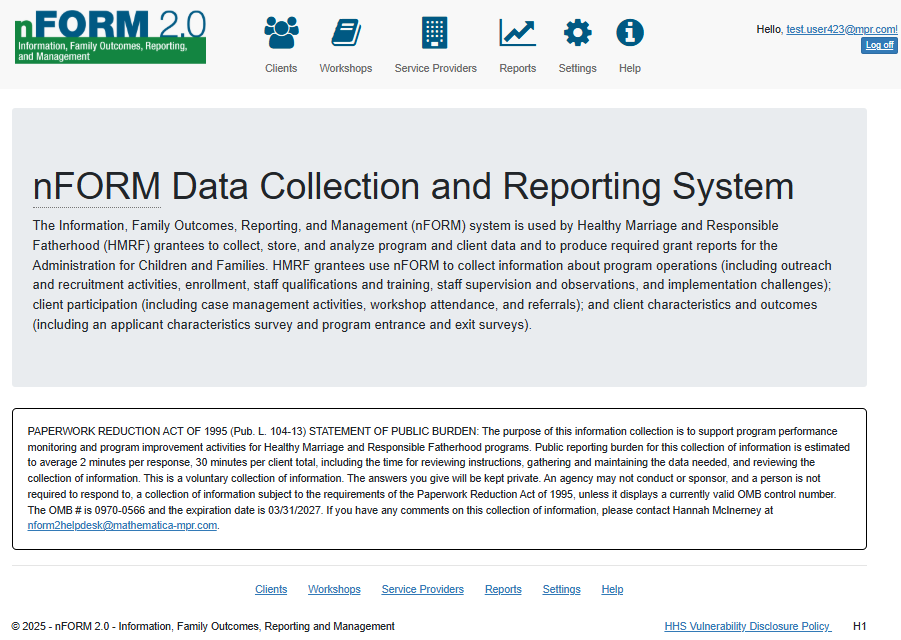 nFORM 2.0
Information, Family Outcomes, Reporting,
and Management
Clients
Workshops
Service Providers
Reports
Settings
Help
Hello, test.user423@mpr.com!
Log off
nFORM Data Collection and Reporting System
The Information, Family Outcomes, Reporting, and Management (nFORM) system is used by Healthy Marriage and Responsible
Fatherhood (HMRF) grantees to collect, store, and analyze program and client data and to produce required grant reports for the
Administration for Children and Families. HMRF grantees use nFORM to collect information about program operations (including outreach
and recruitment activities, enrollment, staff qualifications and training, staff supervision and observations, and implementation challenges);
client participation (including case management activities, workshop attendance, and referrals); and client characteristics and outcomes
(including an applicant characteristics survey and program entrance and exit surveys).
PAPERWORK REDUCTION ACT OF 1995 (Pub. L. 104-13) STATEMENT OF PUBLIC BURDEN: The purpose of this information collection is to support program performance
monitoring and program improvement activities for Healthy Marriage and Responsible Fatherhood programs. Public reporting burden for this collection of information is estimated
to average 2 minutes per response, 30 minutes per client total, including the time for reviewing instructions, gathering and maintaining the data needed, and reviewing the
collection of information. This is a voluntary collection of information. The answers you give will be kept private. An agency may not conduct or sponsor, and a person is not
required to respond to, a collection of information subject to the requirements of the Paperwork Reduction Act of 1995, unless it displays a currently valid OMB control number.
The OMB # is 0970-0566 and the expiration date is 03/31/2027. If you have any comments on this collection of information, please contact Hannah McInerney at
nform2helpdesk@mathematica-mpr.com.
Clients Workshops Service Providers Reports Settings Help
© 2025 - nFORM 2.0 - Information, Family Outcomes, Reporting and Management
HHS Vulnerability Disclosure Policy H1